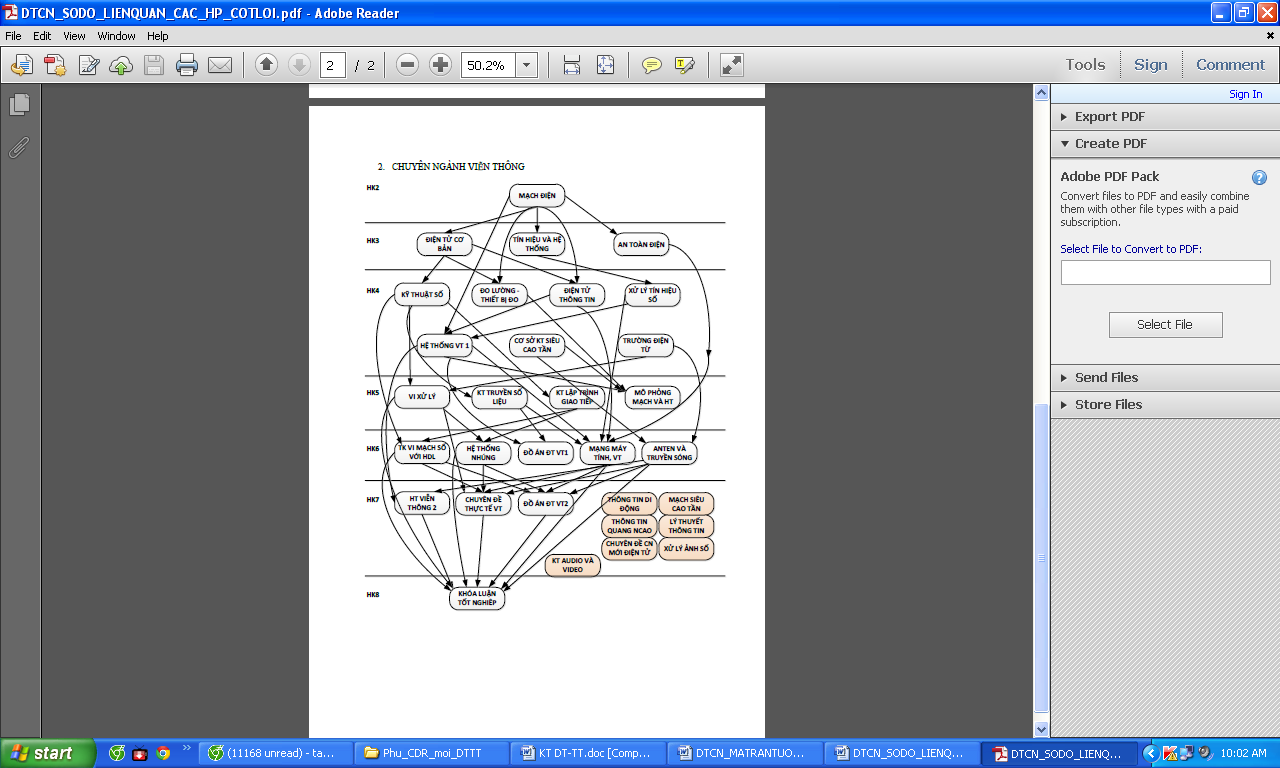 DTCN_SODO_LIENQUAN_CAC_HP_COTLOI.pdf - Adobe Reader
File Edit View Window Help
2 / 2 50.2% Tools Sign Comment
Sign In
Export PDF
Create PDF
Adobe PDF Pack
Convert files to PDF and easily combine
them with other file types with a paid
subscription.
Select File to Convert to PDF:
Select File
Send Files
Store Files
2. CHUYÊN NGÀNH VIỄN THÔNG
HK2
MẠCH ĐIỆN
HK3
ĐIỆN TỬ CƠ
BẢN
TÍN HIỆU VÀ HỆ
THỐNG
AN TOÀN ĐIỆN
HK4
KỸ THUẬT SỐ
ĐO LƯỜNG -
THIẾT BỊ ĐO
ĐIỆN TỬ
THÔNG TIN
XỬ LÝ TÍN HIỆU
SỐ
HỆ THỐNG VT 1
CƠ SỞ KT SIÊU
CAO TẦN
TRƯỜNG ĐIỆN
TỪ
HK5
VI XỬ LÝ
KT TRUYỀN SỐ
LIỆU
KT LẬP TRÌNH
GIAO TIẾP
MÔ PHỎNG
MẠCH VÀ HT
HK6
TK VI MẠCH SỐ
VỚI HDL
HỆ THỐNG
NHÚNG
ĐỒ ÁN ĐT VT1
MẠNG MÁY
TÍNH, VT
ANTEN VÀ
TRUYỀN SÓNG
HK7
HT VIỄN
THÔNG 2
CHUYÊN ĐỀ
THỰC TẾ VT
ĐỒ ÁN ĐT VT2
THÔNG TIN DI
ĐỘNG
MẠCH SIÊU
CAO TẦN
THÔNG TIN
QUANG NCAO
LÝ THUYẾT
THÔNG TIN
CHUYÊN ĐỀ CN
MỚI ĐIỆN TỬ
XỬ LÝ ẢNH SỐ
KT AUDIO VÀ
VIDEO
HK8
KHÓA LUẬN
TỐT NGHIỆP
start
(11168 unread) - ta...
Phu_CDR_moi_DTTT
KT DT-TT.doc [Comp...
DTCN_MATRANTUO...
DTCN_SODO_LIENQ...
DTCN_SODO_LIENQ...
10:02 AM